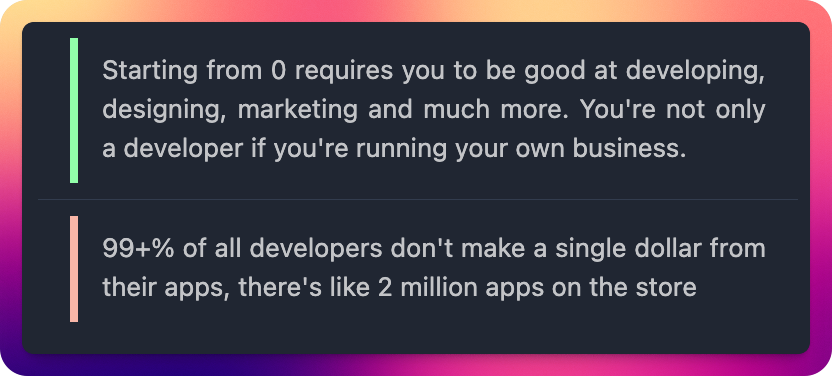 Starting from 0 requires you to be good at developing,
designing, marketing and much more. You're not only
a developer if you're running your own business.
99+% of all developers don't make a single dollar from
their apps, there's like 2 million apps on the store